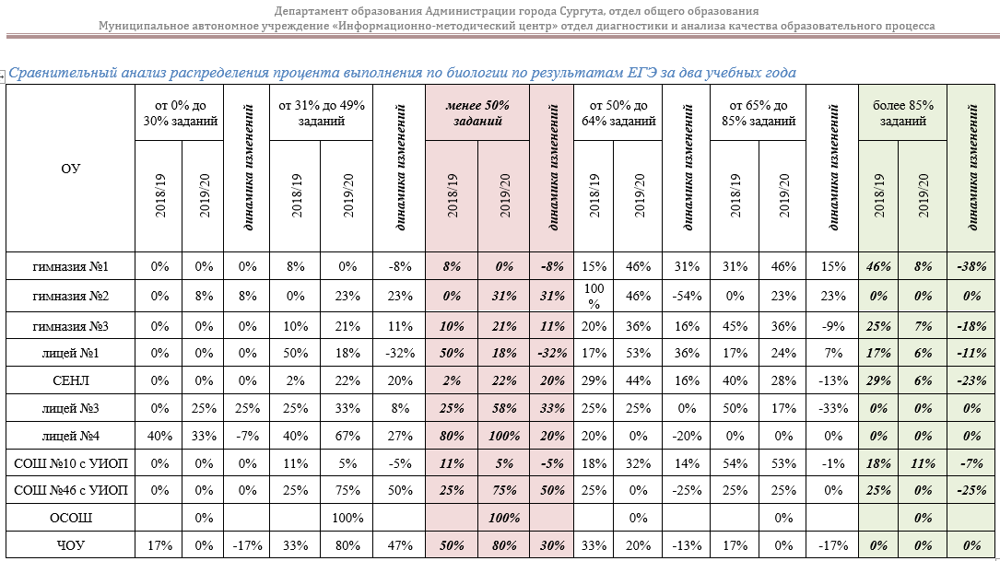 Департамент образования Администрации города Сургута, отдел общего образования
Муниципальное автономное учреждение «Информационно-методический центр» отдел диагностики и анализа качества образовательного процесса
Сравнительный анализ распределения процента выполнения по биологии по результатам ЕГЭ за два учебных года
ОУ от 0% до 30% заданий динамика изменений от 31% до 49% заданий динамика изменений менее 50% заданий динамика изменений от 50% до 64% заданий динамика изменений от 65% до 85% заданий динамика изменений более 85% заданий динамика изменений
2018/19 2019/20 2018/19 2019/20 2018/19 2019/20 2018/19 2019/20 2018/19 2019/20 2018/19 2019/20
гимназия №1 0% 0% 0% 8% 0% -8% 8% 0% -8% 15% 46% 31% 31% 46% 15% 46% 8% -38%
гимназия №2 0% 8% 8% 0% 23% 23% 0% 31% 31% 100 % 46% -54% 0% 23% 23% 0% 0% 0%
гимназия №3 0% 0% 0% 10% 21% 11% 10% 21% 11% 20% 36% 16% 45% 36% -9% 25% 7% -18%
лицей №1 0% 0% 0% 50% 18% -32% 50% 18% -32% 17% 53% 36% 17% 24% 7% 17% 6% -11%
СЕНЛ 0% 0% 0% 2% 22% 20% 2% 22% 20% 29% 44% 16% 40% 28% -13% 29% 6% -23%
лицей №3 0% 25% 25% 25% 33% 8% 25% 58% 33% 25% 25% 0% 50% 17% -33% 0% 0% 0%
лицей №4 40% 33% -7% 40% 67% 27% 80% 100% 20% 20% 0% -20% 0% 0% 0% 0% 0% 0%
СОШ №10 с УИОП 0% 0% 0% 11% 5% -5% 11% 5% -5% 18% 32% 14% 54% 53% -1% 18% 11% -7%
СОШ №46 с УИОП 0% 0% 0% 25% 75% 50% 25% 75% 50% 25% 0% -25% 25% 25% 0% 25% 0% -25%
ОСОШ 0% 100% 100% 0% 0% 0%
ЧОУ 17% 0% -17% 33% 80% 47% 50% 80% 30% 33% 20% -13% 17% 0% -17% 0% 0% 0%